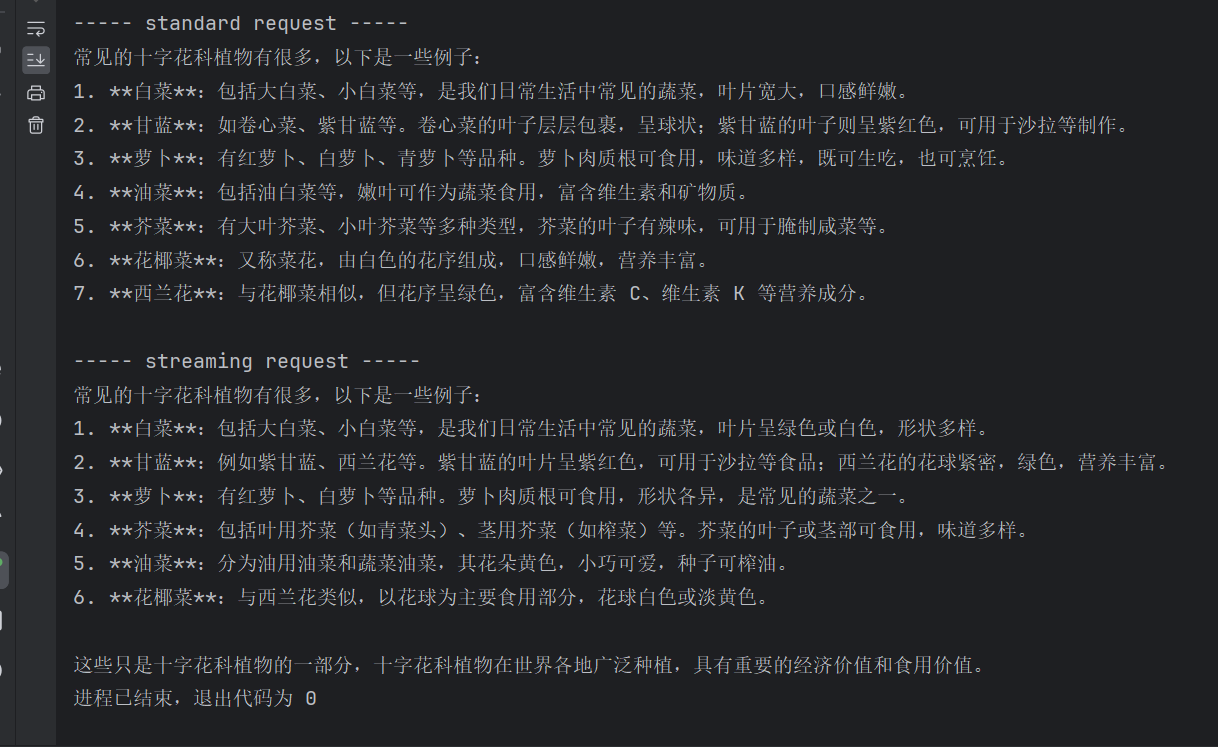 ----- standard request -----
常见的十字花科植物有很多，以下是一些例子：
1. **白菜**：包括大白菜、小白菜等，是我们日常生活中常见的蔬菜，叶片宽大，口感鲜嫩。
2. **甘蓝**：如卷心菜、紫甘蓝等。卷心菜的叶子层层包裹，呈球状；紫甘蓝的叶子则呈紫红色，可用于沙拉等制作。
3. **萝卜**：有红萝卜、白萝卜、青萝卜等品种。萝卜肉质根可食用，味道多样，既可生吃，也可烹饪。
4. **油菜**：包括油白菜等，嫩叶可作为蔬菜食用，富含维生素和矿物质。
5. **芥菜**：有大叶芥菜、小叶芥菜等多种类型，芥菜的叶子有辣味，可用于腌制咸菜等。
6. **花椰菜**：又称菜花，由白色的花序组成，口感鲜嫩，营养丰富。
7. **西兰花**：与花椰菜相似，但花序呈绿色，富含维生素 C、维生素 K 等营养成分。
----- streaming request -----
常见的十字花科植物有很多，以下是一些例子：
1. **白菜**：包括大白菜、小白菜等，是我们日常生活中常见的蔬菜，叶片呈绿色或白色，形状多样。
2. **甘蓝**：例如紫甘蓝、西兰花等。紫甘蓝的叶片呈紫红色，可用于沙拉等食品；西兰花的花球紧密，绿色，营养丰富。
3. **萝卜**：有红萝卜、白萝卜等品种。萝卜肉质根可食用，形状各异，是常见的蔬菜之一。
4. **芥菜**：包括叶用芥菜（如青菜头）、茎用芥菜（如榨菜）等。芥菜的叶子或茎部可食用，味道多样。
5. **油菜**：分为油用油菜和蔬菜油菜，其花朵黄色，小巧可爱，种子可榨油。
6. **花椰菜**：与西兰花类似，以花球为主要食用部分，花球白色或淡黄色。
这些只是十字花科植物的一部分，十字花科植物在世界各地广泛种植，具有重要的经济价值和食用价值。
进程已结束，退出代码为 0